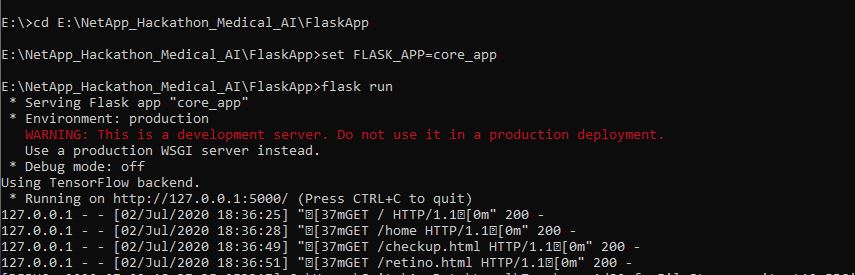 E:\>cd E:\NetApp_Hackathon_Medical_AI\FlaskApp
E:\NetApp_Hackathon_Medical_AI\FlaskApp>set FLASK_APP=core_app
E:\NetApp_Hackathon_Medical_AI\FlaskApp>flask run
* Serving Flask app "core_app"
* Environment: production
WARNING: This is a development server. Do not use it in a production deployment.
Use a production WSGI server instead.
* Debug mode: off
Using TensorFlow backend.
* Running on http://127.0.0.1:5000/ (Press CTRL+C to quit)
127.0.0.1 - - [02/Jul/2020 18:36:25] "[37mGET / HTTP/1.1[0m" 200 -
127.0.0.1 - - [02/Jul/2020 18:36:28] "[37mGET /home HTTP/1.1[0m" 200 -
127.0.0.1 - - [02/Jul/2020 18:36:49] "[37mGET /checkup.html HTTP/1.1[0m" 200 -
127.0.0.1 - - [02/Jul/2020 18:36:51] "[37mGET /retino.html HTTP/1.1[0m" 200 -